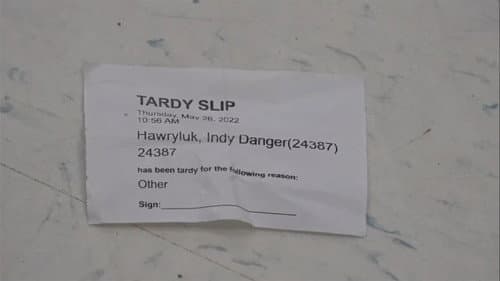 TARDY SLIP
Thursday, May 26, 2022
10:56 AM
Hawryluk, Indy Danger(24387)
24387
has been tardy for the following reason:
Other
Sign: